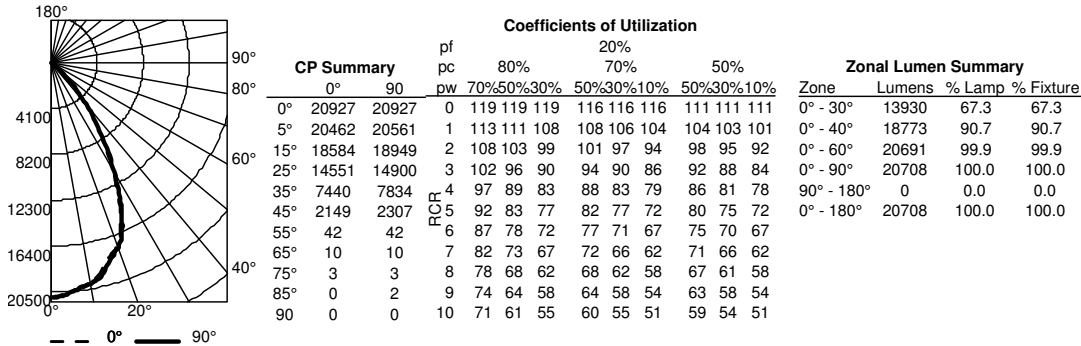 180°
90°
80°
4100
8200
60°
12300
16400
40°
20500
0°
20°
0°
90°
CP Summary
0° 90
0° 20927 20927
5° 20462 20561
15° 18584 18949
25° 14551 14900
35° 7440 7834
45° 2149 2307
55° 42 42
65° 10 10
75° 3 3
85° 0 2
90 0 0
Coefficients of Utilization
pf 20%
pc 80% 70% 50%
pw 70%50%30% 50%30%10% 50%30%10%
RCR
0 119 119 119 116 116 116 111 111 111
1 113 111 108 108 106 104 104 103 101
2 108 103 99 101 97 94 98 95 92
3 102 96 90 94 90 86 92 88 84
4 97 89 83 88 83 79 86 81 78
5 92 83 77 82 77 72 80 75 72
6 87 78 72 77 71 67 75 70 67
7 82 73 67 72 66 62 71 66 62
8 78 68 62 68 62 58 67 61 58
9 74 64 58 64 58 54 63 58 54
10 71 61 55 60 55 51 59 54 51
Zonal Lumen Summary
Zone Lumens % Lamp % Fixture
0° - 30° 13930 67.3 67.3
0° - 40° 18773 90.7 90.7
0° - 60° 20691 99.9 99.9
0° - 90° 20708 100.0 100.0
90° - 180° 0 0.0 0.0
0° - 180° 20708 100.0 100.0